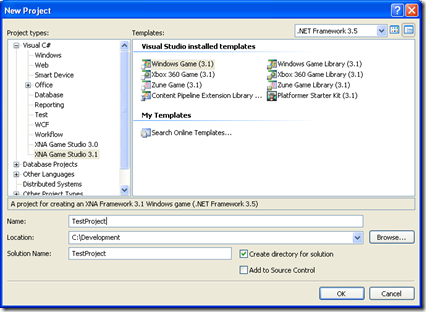 New Project
Project types:
Templates:
.NET Framework 3.5
Visual C#
Windows
Web
Smart Device
Office
Database
Reporting
Test
WCF
Workflow
XNA Game Studio 3.0
XNA Game Studio 3.1
Database Projects
Other Languages
Distributed Systems
Other Project Types
Visual Studio installed templates
Windows Game (3.1)
Windows Game Library (3.1)
Xbox 360 Game (3.1)
Xbox 360 Game Library (3.1)
Zune Game (3.1)
Zune Game Library (3.1)
Content Pipeline Extension Library ...
Platformer Starter Kit (3.1)
My Templates
Search Online Templates...
A project for creating an XNA Framework 3.1 Windows game (.NET Framework 3.5)
Name:
TestProject
Location:
C:\Development
Browse...
Solution Name:
TestProject
Create directory for solution
Add to Source Control
OK
Cancel